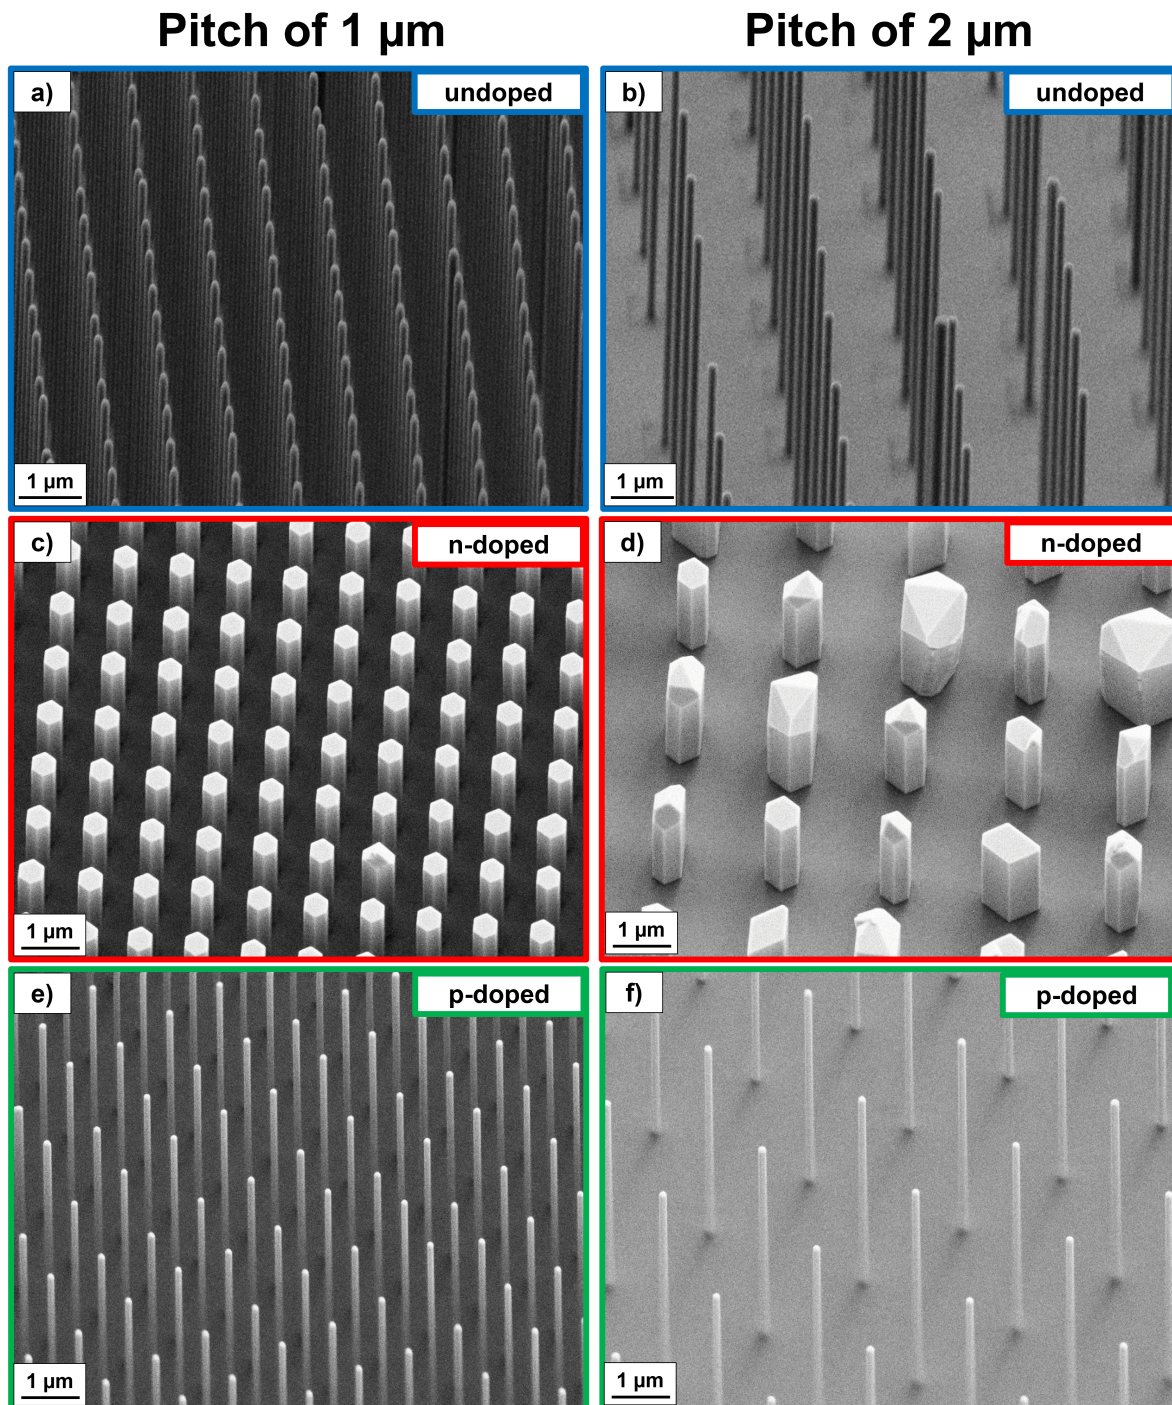 Pitch of 1 µm
Pitch of 2 µm
a)
undoped
1 µm
b)
undoped
1 µm
c)
n-doped
1 µm
d)
n-doped
1 µm
e)
p-doped
1 µm
f)
p-doped
1 µm